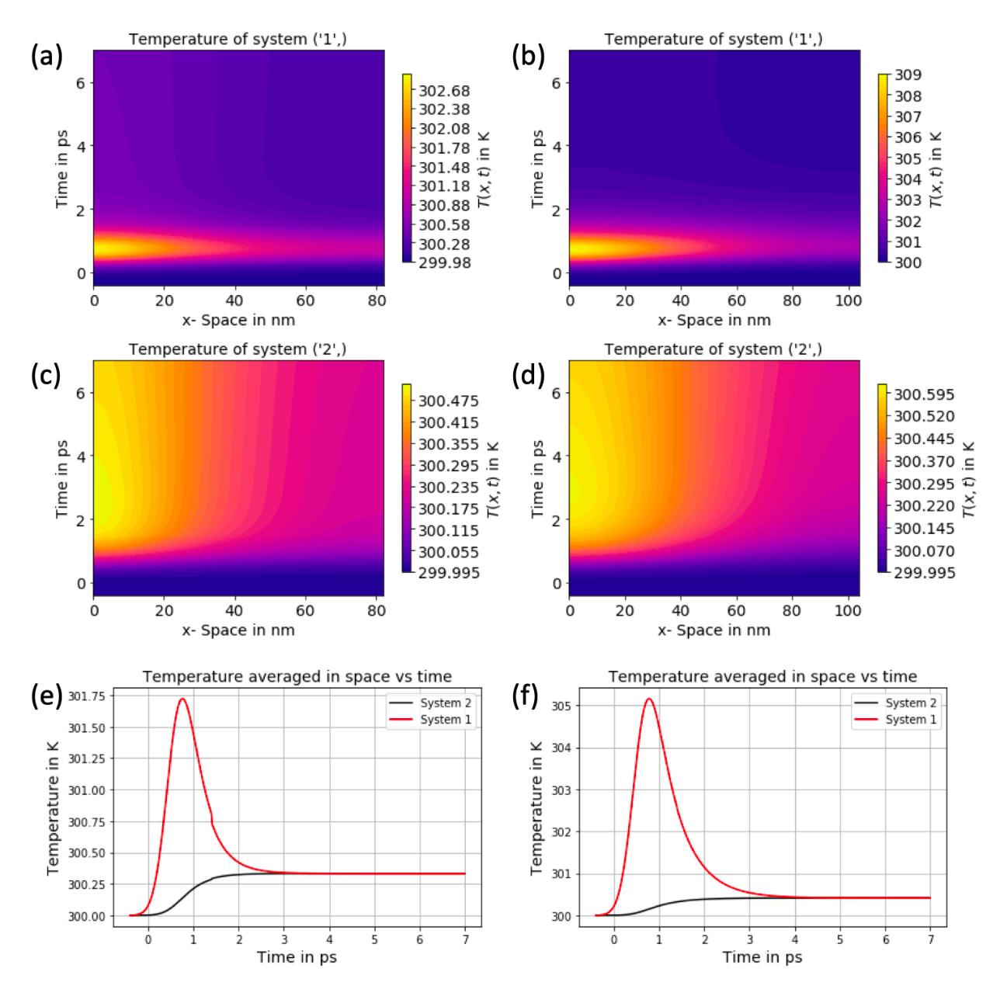 (a)
Temperature of system ('1',)
Time in ps
6
4
2
0
0 20 40 60 80
x- Space in nm
302.68
302.38
302.08
301.78
301.48
301.18
300.88
300.58
300.28
299.98
T(x, t) in K
(b)
Temperature of system ('1',)
Time in ps
6
4
2
0
0 20 40 60 80 100
x- Space in nm
309
308
307
306
305
304
303
302
301
300
T(x, t) in K
(c)
Temperature of system ('2',)
Time in ps
6
4
2
0
0 20 40 60 80
x- Space in nm
300.475
300.415
300.355
300.295
300.235
300.175
300.115
300.055
299.995
T(x, t) in K
(d)
Temperature of system ('2',)
Time in ps
6
4
2
0
0 20 40 60 80 100
x- Space in nm
300.595
300.520
300.445
300.370
300.295
300.220
300.145
300.070
299.995
T(x, t) in K
(e)
Temperature averaged in space vs time
Temperature in K
301.75
301.50
301.25
301.00
300.75
300.50
300.25
300.00
System 2
System 1
0 1 2 3 4 5 6 7
Time in ps
(f)
Temperature averaged in space vs time
Temperature in K
305
304
303
302
301
300
System 2
System 1
0 1 2 3 4 5 6 7
Time in ps